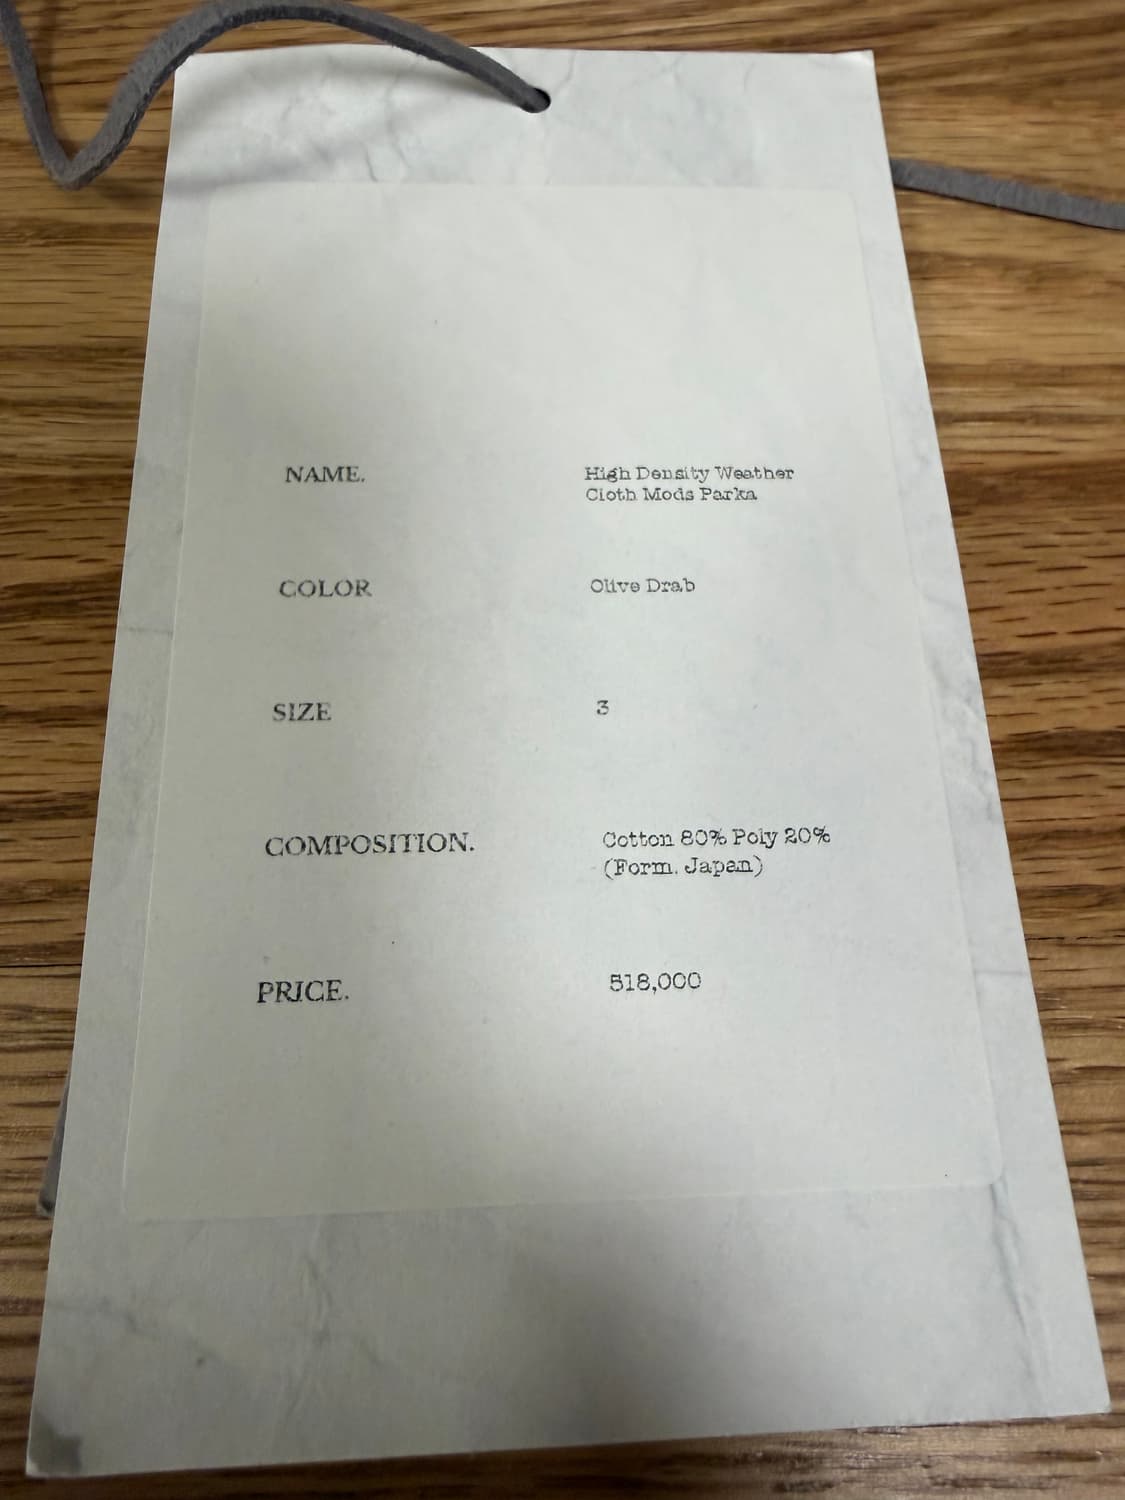 NAME. High Density Weather
Cloth Mods Parka
COLOR Olive Drab
SIZE 3
COMPOSITION. Cotton 80% Poly 20%
(Form. Japan)
PRICE. 518,000